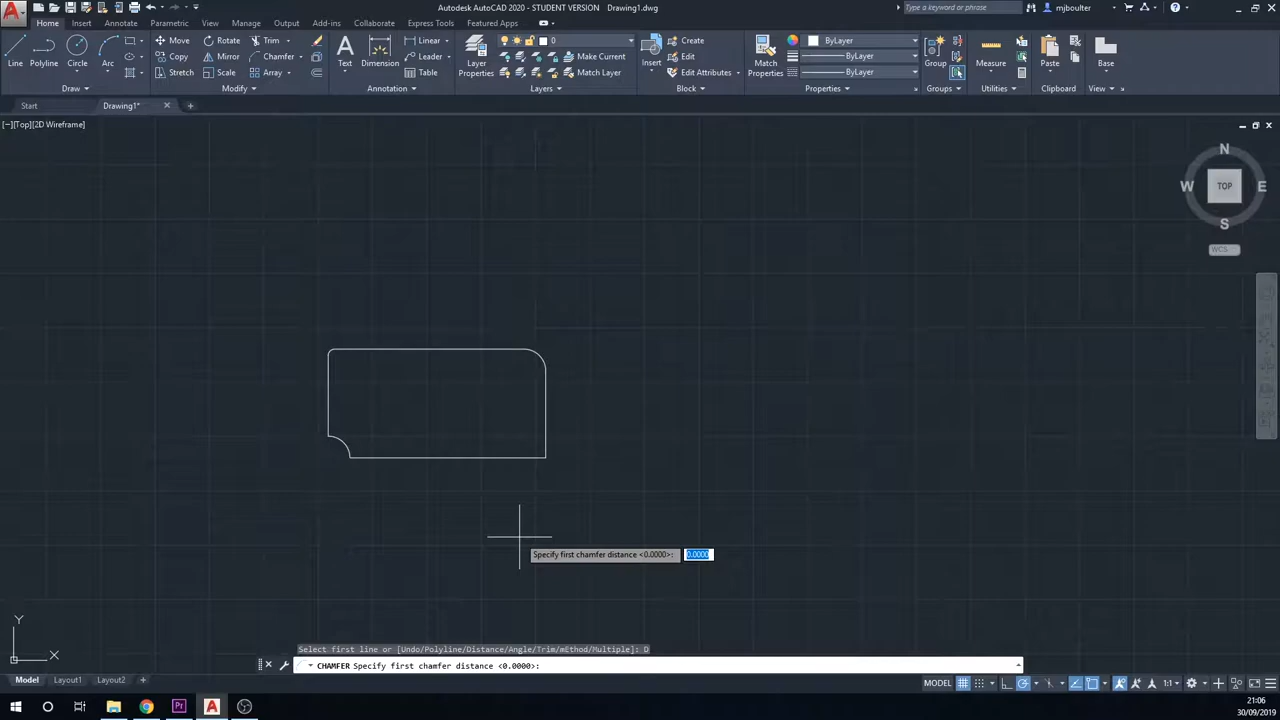 Autodesk AutoCAD 2020 - STUDENT VERSION Drawing1.dwg
Type a keyword or phrase
mjboulter
Home Insert Annotate Parametric View Manage Output Add-ins Collaborate Express Tools Featured Apps
Line Polyline Circle Arc
Move Rotate Trim
Copy Mirror Chamfer
Stretch Scale Array
Text Dimension
Linear
Leader
Table
Layer Properties
0
Make Current
Match Layer
Insert
Create
Edit
Edit Attributes
Match Properties
ByLayer
ByLayer
ByLayer
Group
Measure
Paste
Base
Draw Modify Annotation Layers Block Properties Groups Utilities Clipboard View
Start Drawing1*
[−][Top][2D Wireframe]
N
W TOP E
S
WCS
Specify first chamfer distance <0.0000>: 0.0000
Y
X
Select first line or [Undo/Polyline/Distance/Angle/Trim/mEthod/Multiple]: D
CHAMFER Specify first chamfer distance <0.0000>:
Model Layout1 Layout2
MODEL 1:1
21:06
30/09/2019